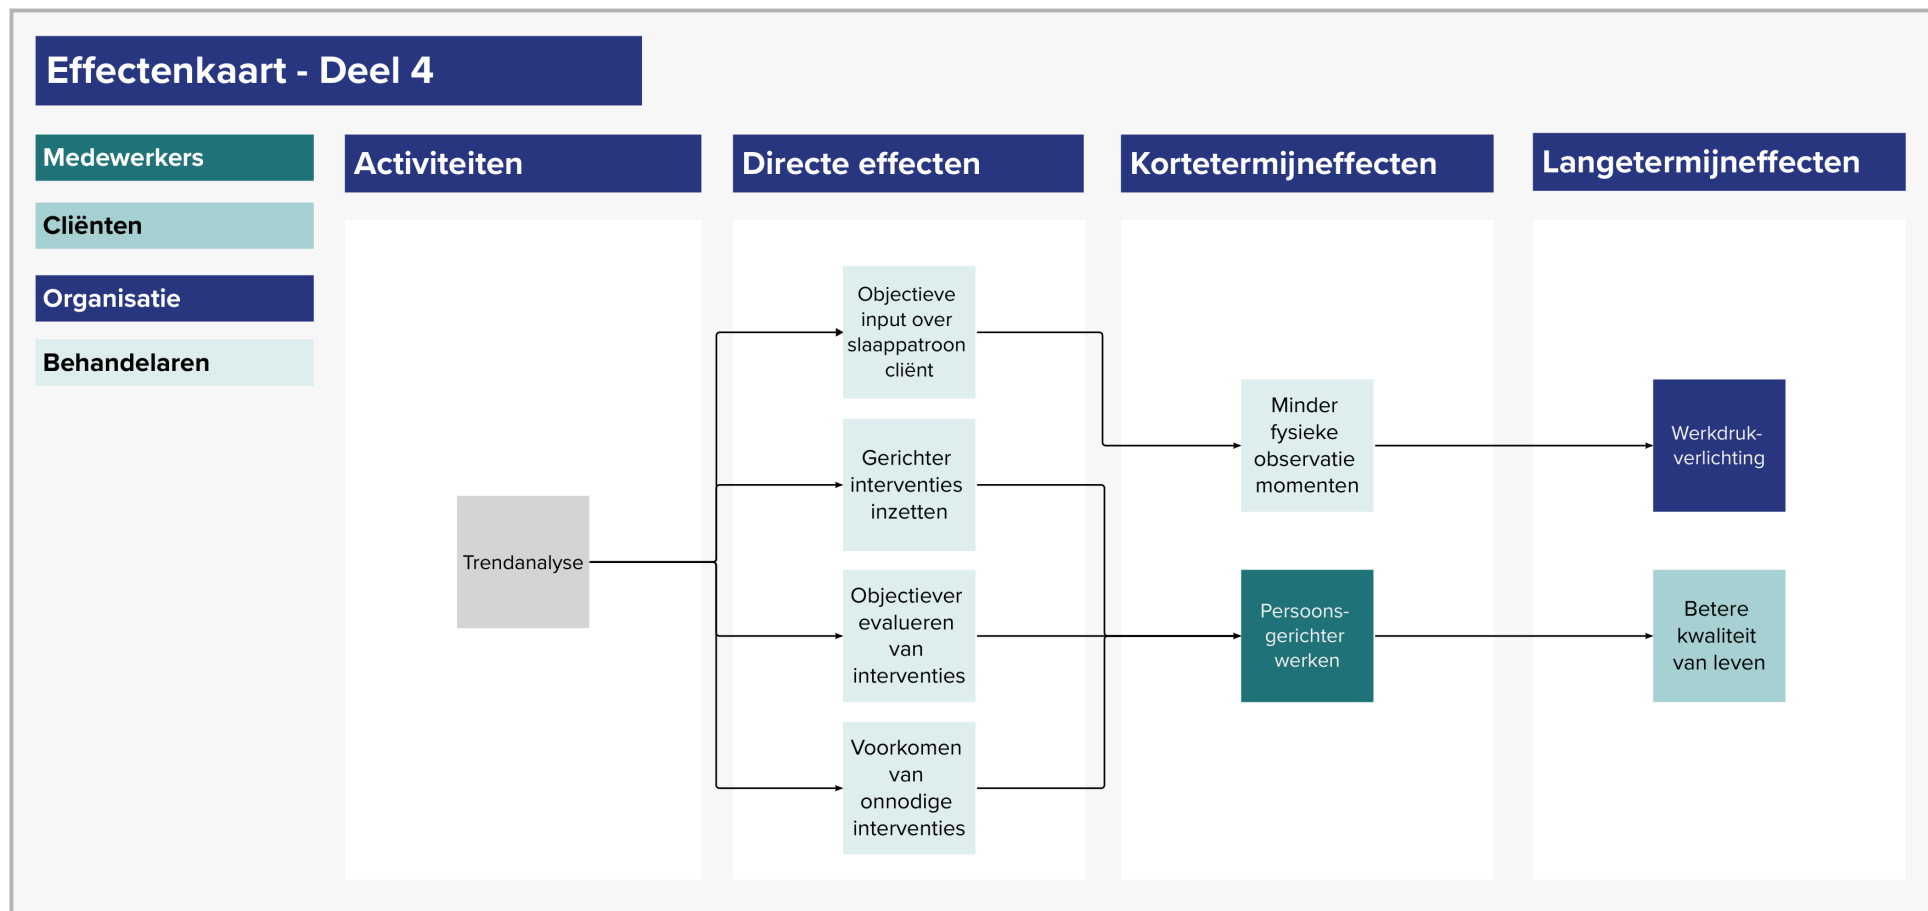 Effectenkaart - Deel 4
Medewerkers
Cliënten
Organisatie
Behandelaren
Activiteiten
Directe effecten
Kortetermijneffecten
Langetermijneffecten
Trendanalyse
Objectieve
input over
slaappatroon
cliënt
Gerichter
interventies
inzetten
Objectiever
evalueren
van
interventies
Voorkomen
van
onnodige
interventies
Minder
fysieke
observatie
momenten
Persoons-
gerichter
werken
Werkdruk-
verlichting
Betere
kwaliteit
van leven